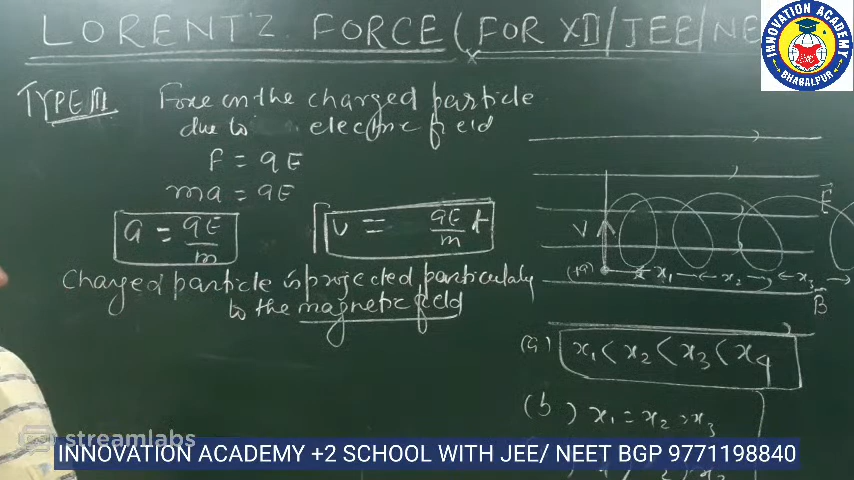 LORENT'Z FORCE (FOR XII/JEE/NE
INNOVATION ACADEMY
BHAGALPUR
TYPE III Force on the charged particle
due to electric field
F = qE
ma = qE
a = qE/m
v = qE/m t
Charged particle is projected particularly
to the magnetic field
E
V
(+q)
x₁ x₂ x₃
B
(a) x₁ < x₂ < x₃ < x₄
(b) x₁ = x₂ = x₃
streamlabs
INNOVATION ACADEMY +2 SCHOOL WITH JEE/ NEET BGP 9771198840